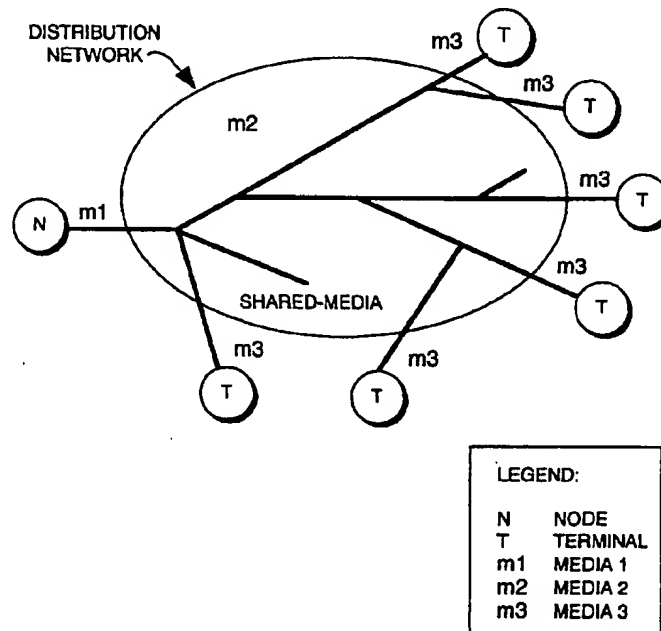 DISTRIBUTION
NETWORK
m3
T
m3
T
m2
m3
T
N
m1
m3
T
SHARED-MEDIA
m3
T
m3
T
LEGEND:
N NODE
T TERMINAL
m1 MEDIA 1
m2 MEDIA 2
m3 MEDIA 3